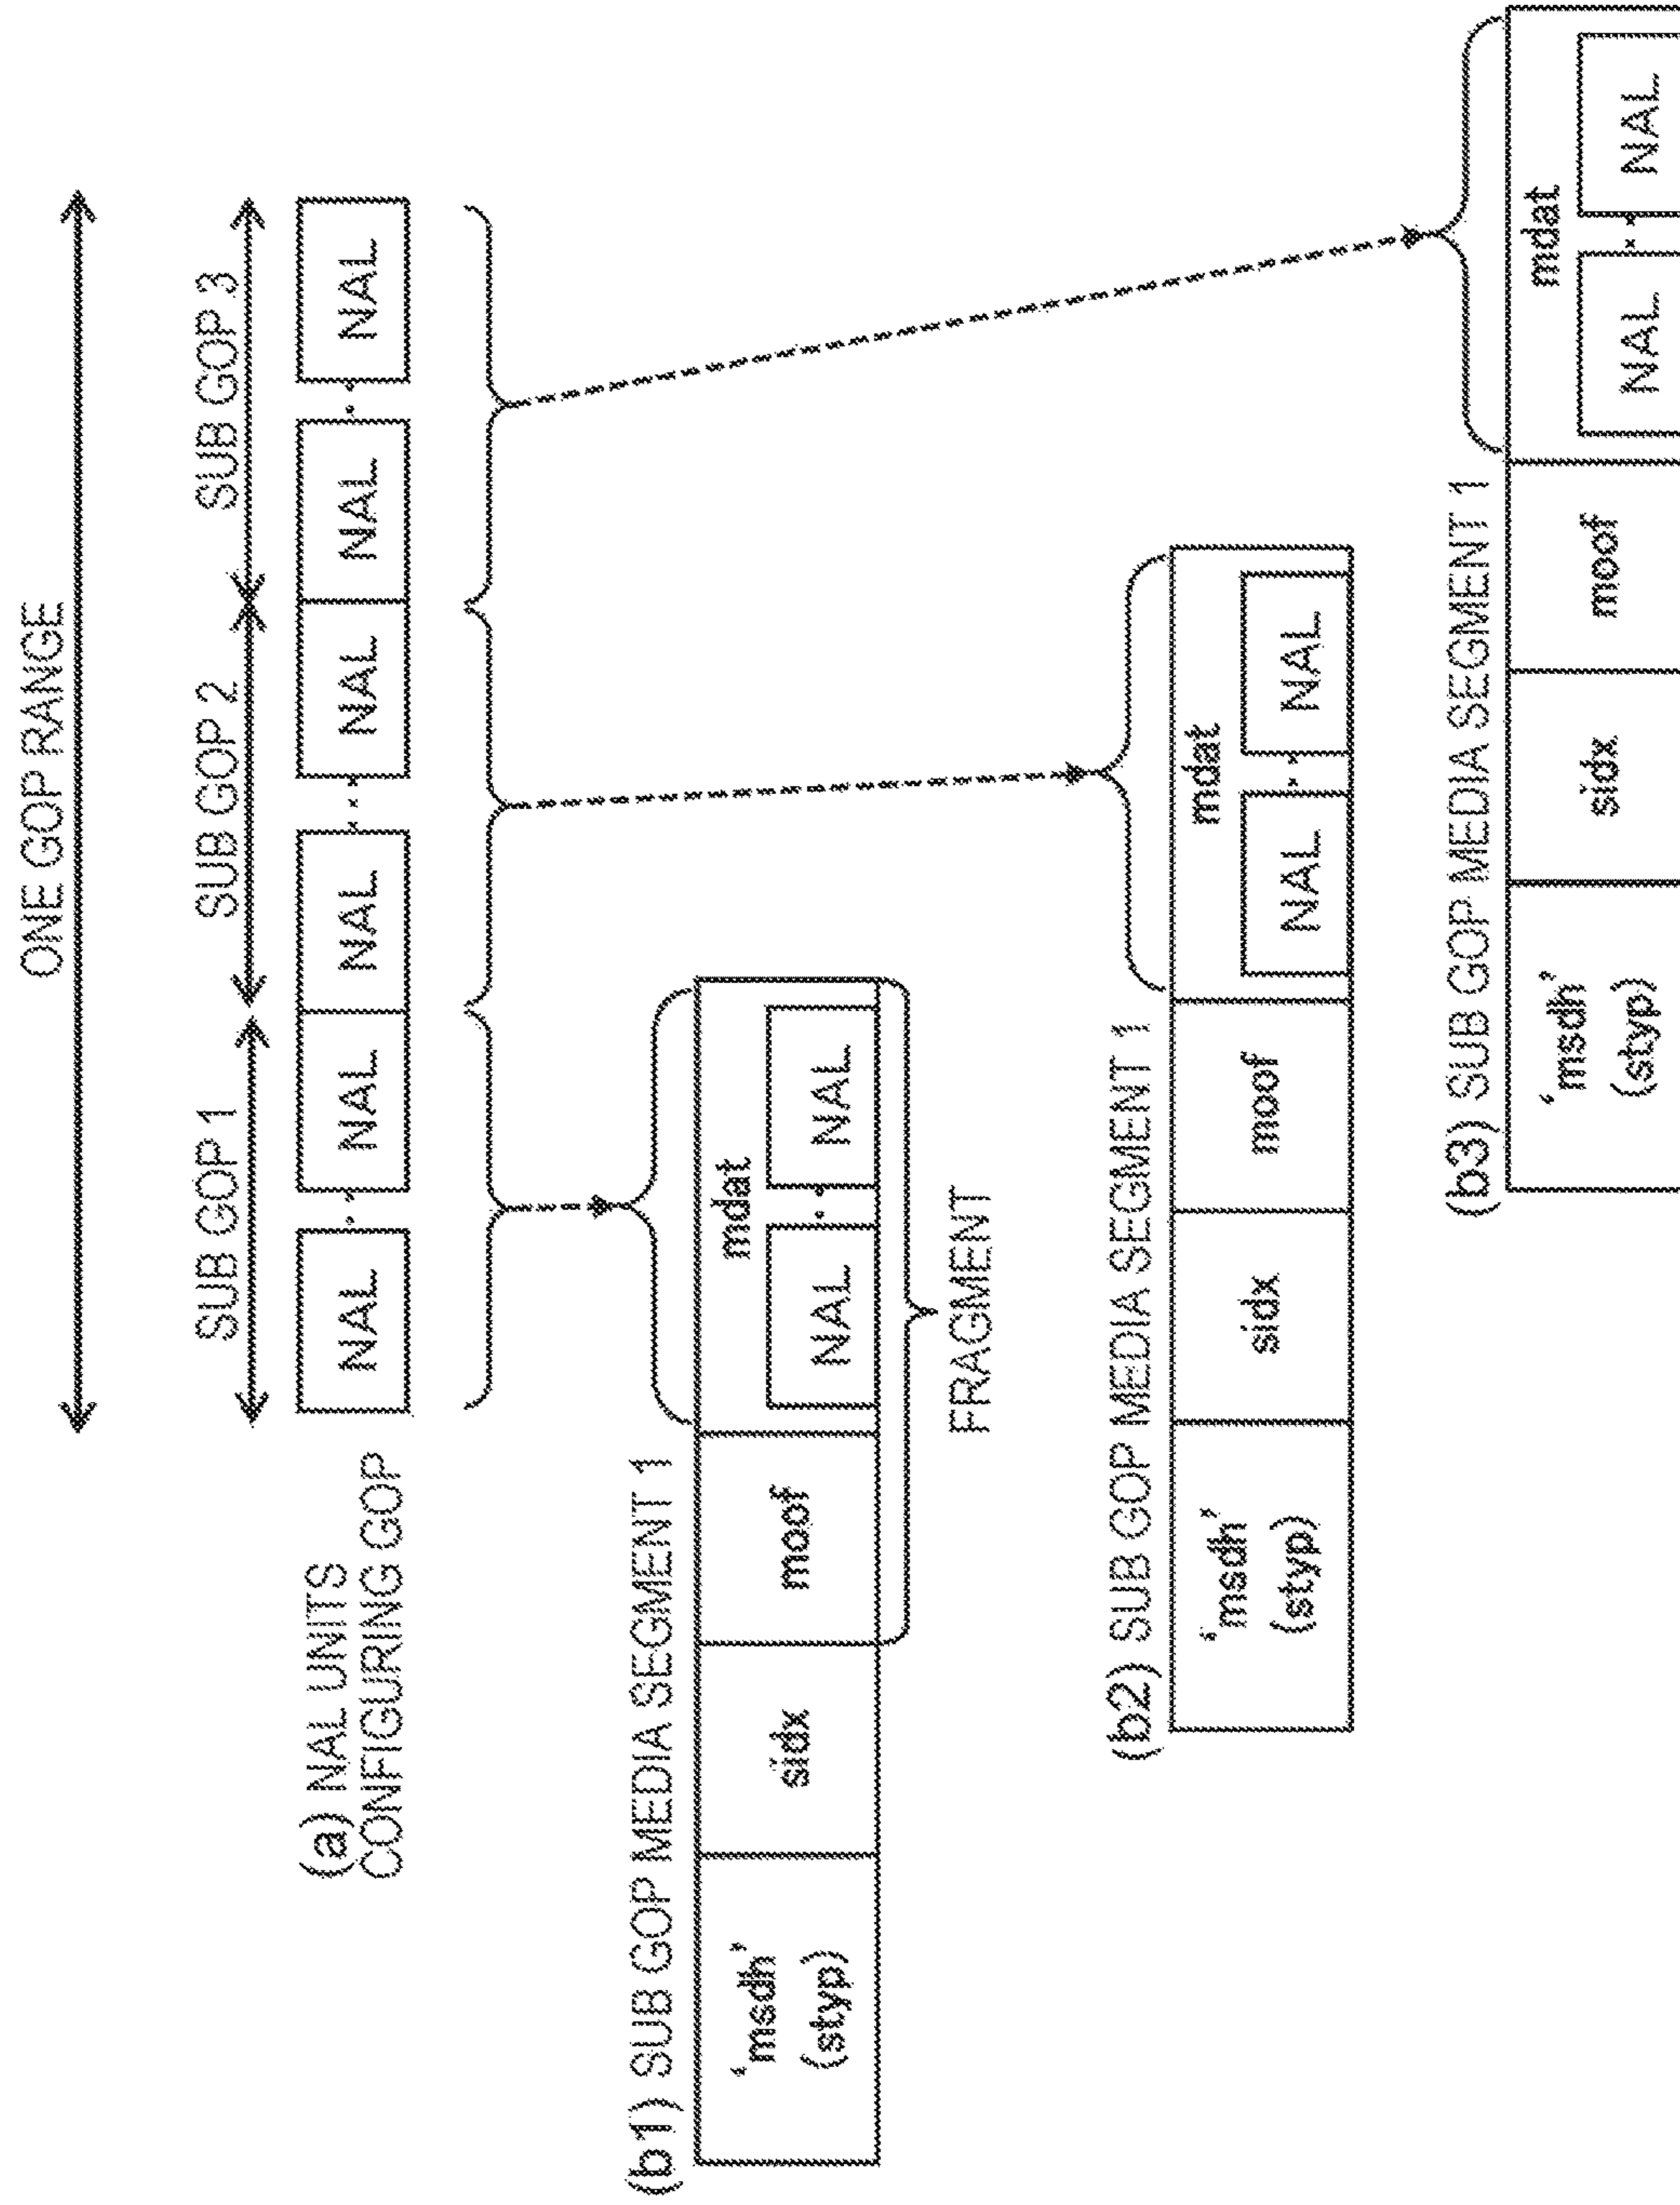 ONE GOP RANGE
SUB GOP 1 SUB GOP 2 SUB GOP 3
(a) NAL UNITS
CONFIGURING GOP
NAL NAL NAL NAL NAL NAL
(b1) SUB GOP MEDIA SEGMENT 1
'msdh'
(styp)
sidx
moof
mdat
NAL NAL
FRAGMENT
(b2) SUB GOP MEDIA SEGMENT 1
'msdh'
(styp)
sidx
moof
mdat
NAL NAL
(b3) SUB GOP MEDIA SEGMENT 1
'msdh'
(styp)
sidx
moof
mdat
NAL NAL